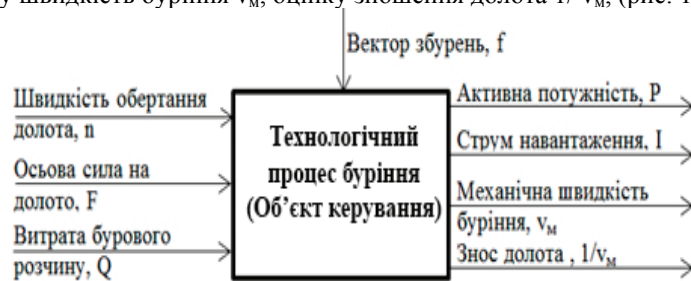 у швидкість буріння vм, оцінку зношення долота 1/ vм, (рис. 1
Вектор збурень, f
Швидкість обертання
долота, n
Осьова сила на
долото, F
Витрата бурового
розчину, Q
Технологічний
процес буріння
(Об’єкт керування)
Активна потужність, P
Струм навантаження, I
Механічна швидкість
буріння, vм
Знос долота , 1/vм